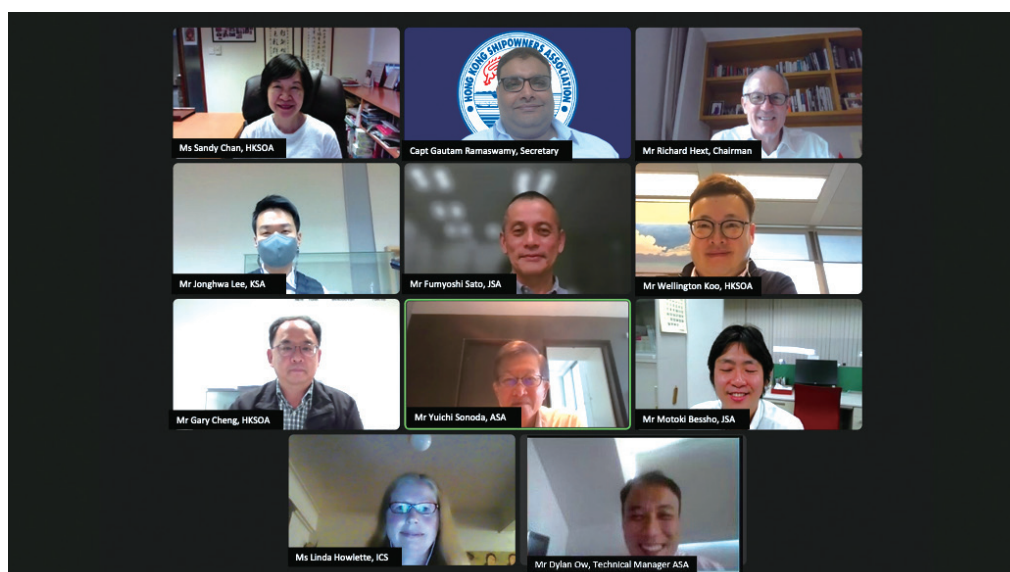 HONG KONG SHIPOWNERS ASSOCIATION
Ms Sandy Chan, HKSOA
Capt Gautam Ramaswamy, Secretary
Mr Richard Hext, Chairman
Mr Jonghwa Lee, KSA
Mr Fumyoshi Sato, JSA
Mr Wellington Koo, HKSOA
Mr Gary Cheng, HKSOA
Mr Yuichi Sonoda, ASA
Mr Motoki Bessho, JSA
Ms Linda Howlette, ICS
Mr Dylan Ow, Technical Manager ASA